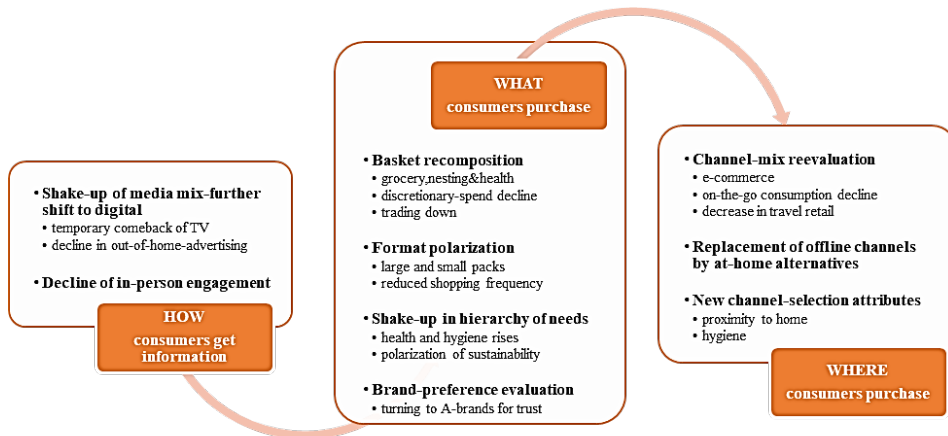 • Shake-up of media mix-further
shift to digital
• temporary comeback of TV
• decline in out-of-home-advertising
• Decline of in-person engagement
HOW
consumers get
information
WHAT
consumers purchase
• Basket recomposition
• grocery,nesting&health
• discretionary-spend decline
• trading down
• Format polarization
• large and small packs
• reduced shopping frequency
• Shake-up in hierarchy of needs
• health and hygiene rises
• polarization of sustainability
• Brand-preference evaluation
• turning to A-brands for trust
• Channel-mix reevaluation
• e-commerce
• on-the-go consumption decline
• decrease in travel retail
• Replacement of offline channels
by at-home alternatives
• New channel-selection attributes
• proximity to home
• hygiene
WHERE
consumers purchase